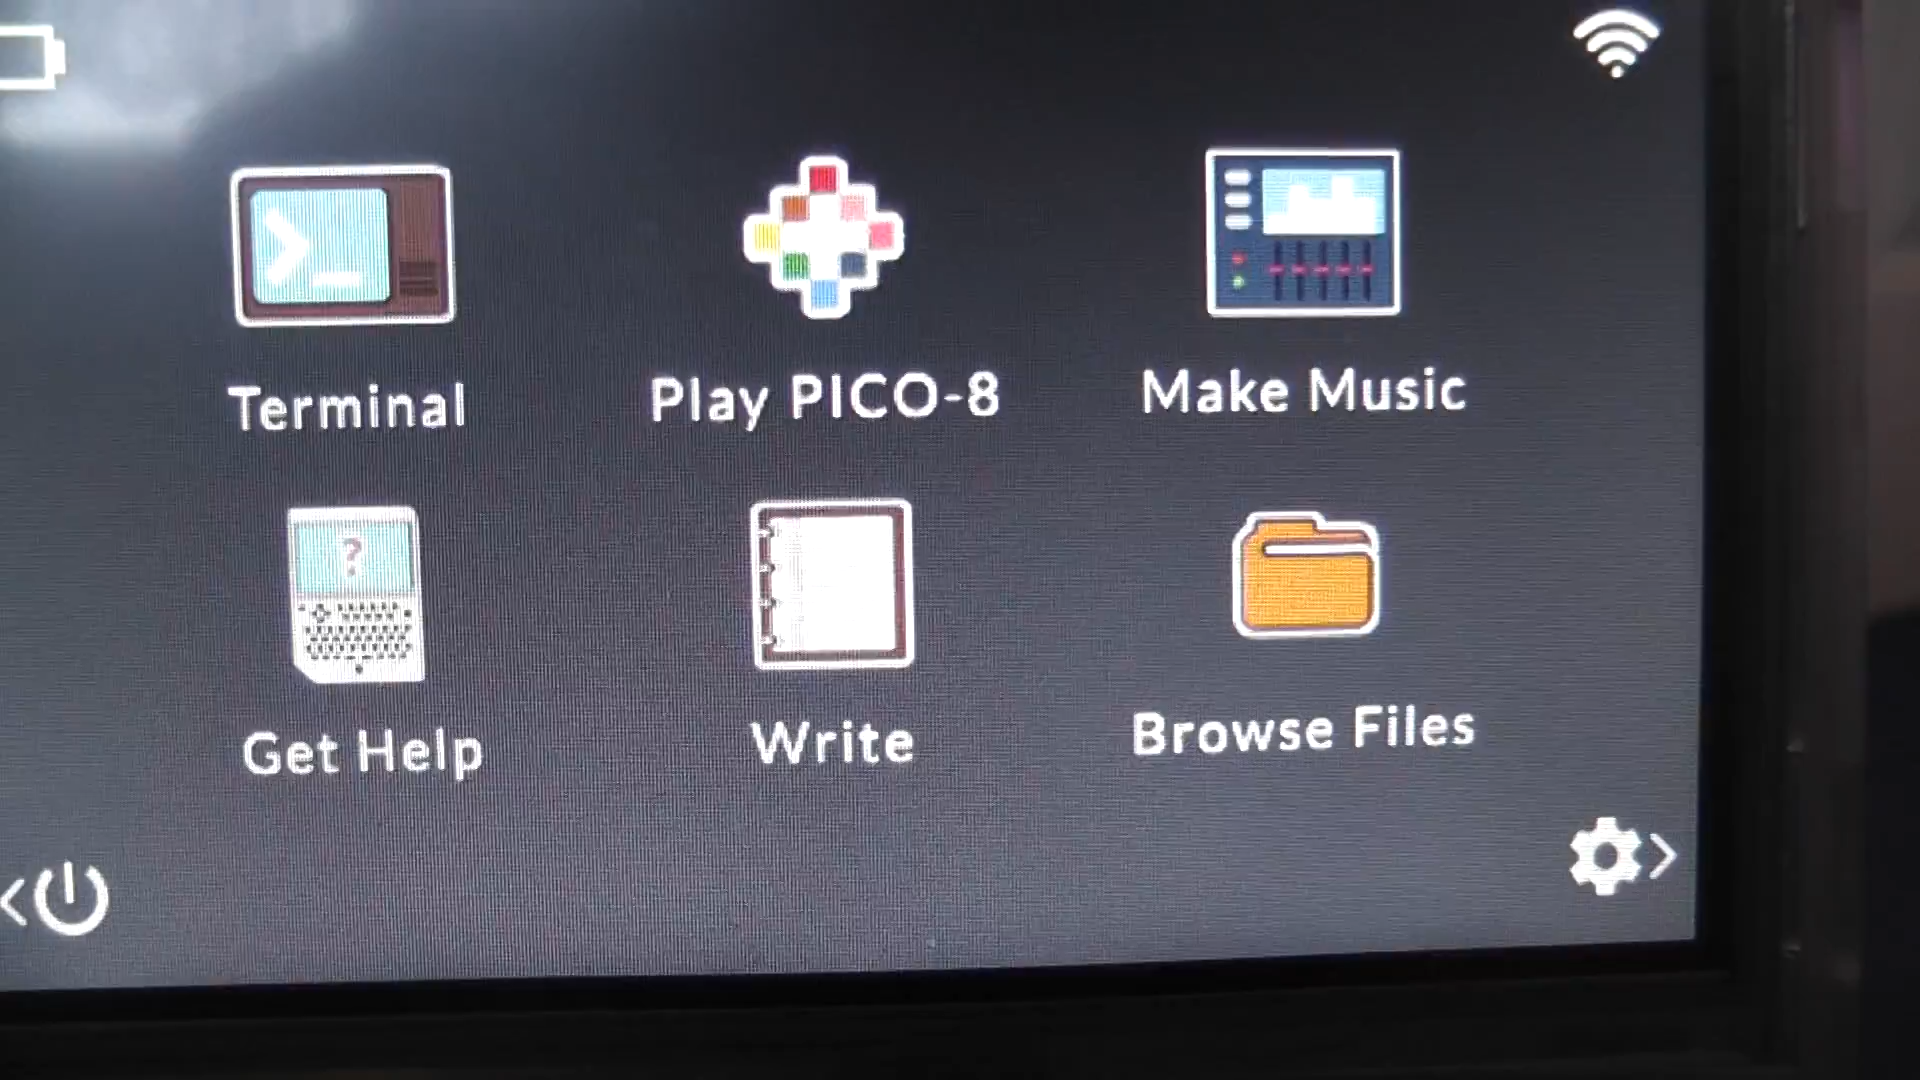 Terminal
Play PICO-8
Make Music
?
Get Help
Write
Browse Files